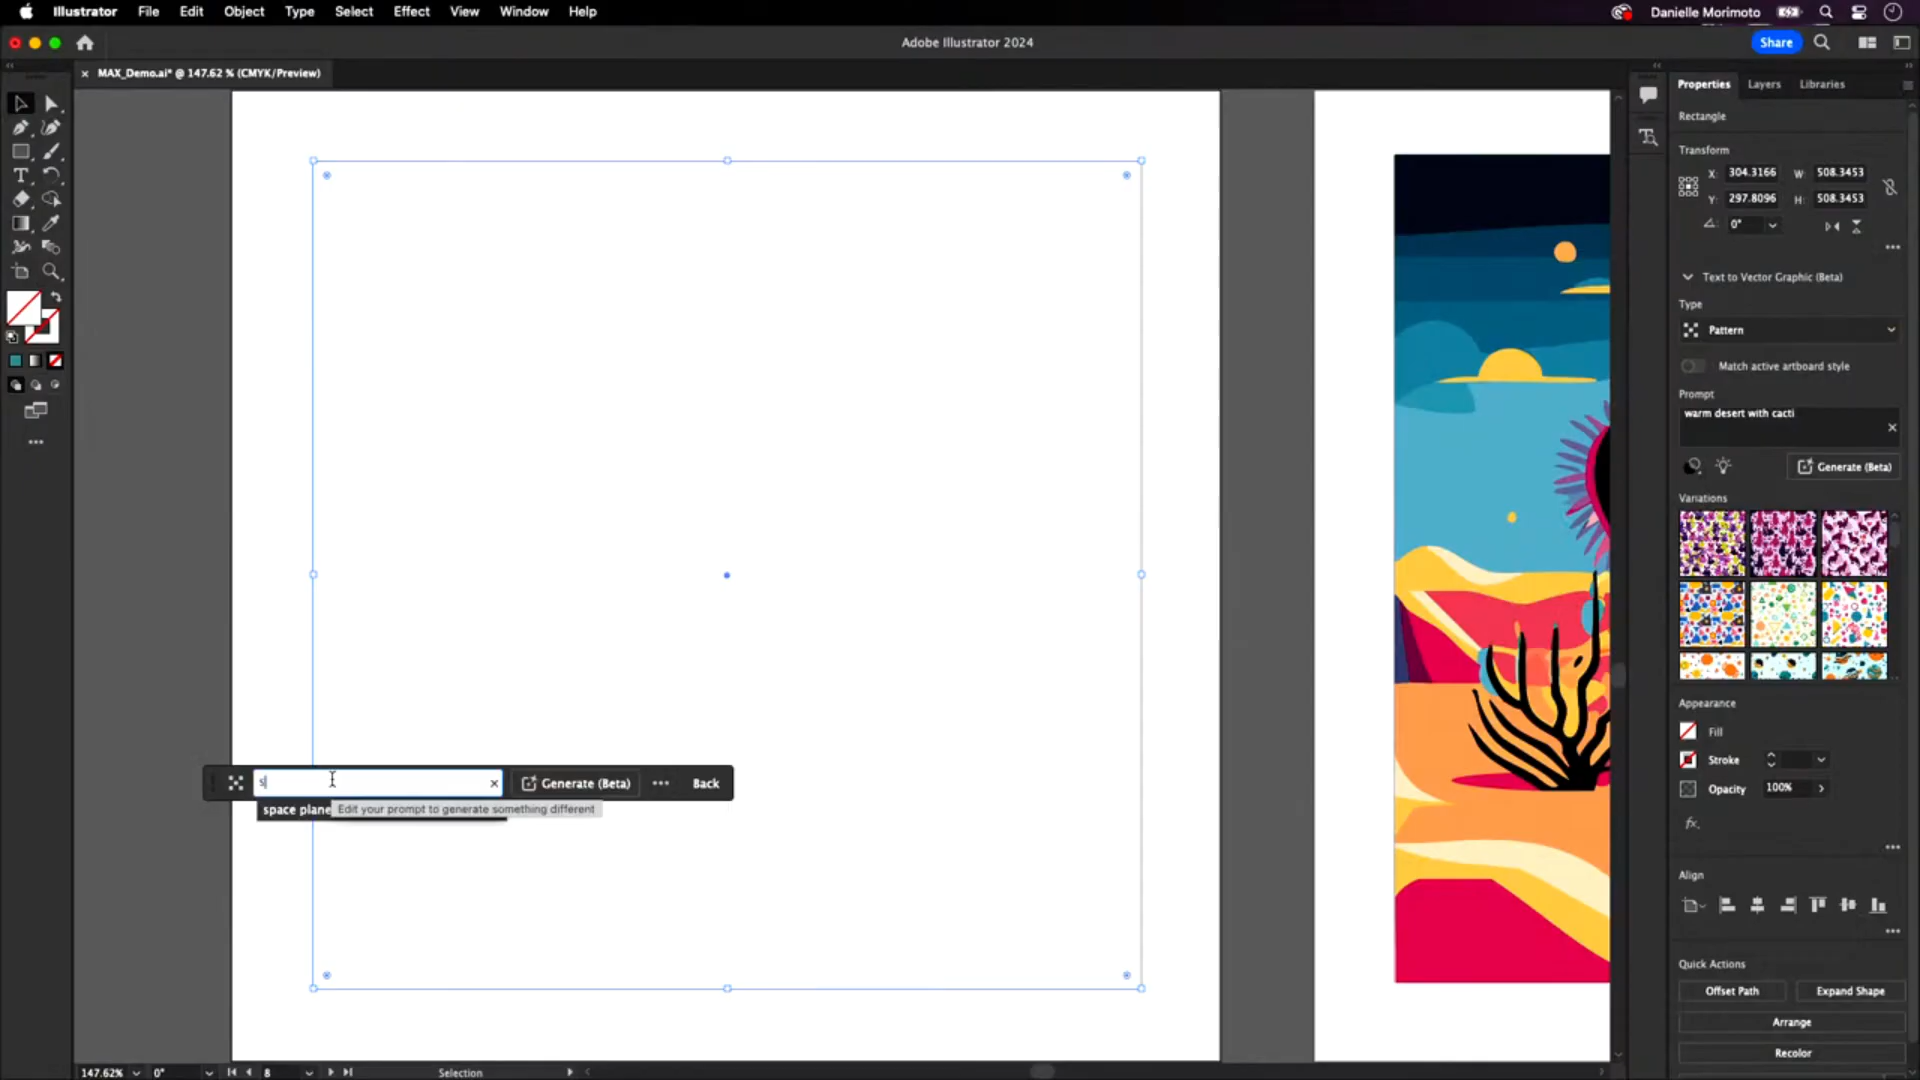 Illustrator File Edit Object Type Select Effect View Window Help
Danielle Morimoto
Adobe Illustrator 2024
Share
× MAX_Demo.ai* @ 147.62 % (CMYK/Preview)
Properties Layers Libraries
Rectangle
Transform
X: 304.3166 W: 508.3453
Y: 297.8096 H: 508.3453
0°
Text to Vector Graphic (Beta)
Type
Pattern
Match active artboard style
Prompt
warm desert with cacti
Generate (Beta)
Variations
Appearance
Fill
Stroke
Opacity 100%
fx.
Align
Quick Actions
Offset Path Expand Shape
Arrange
Recolor
s
Generate (Beta)
Back
space plane
Edit your prompt to generate something different
147.62% 0° 8 Selection